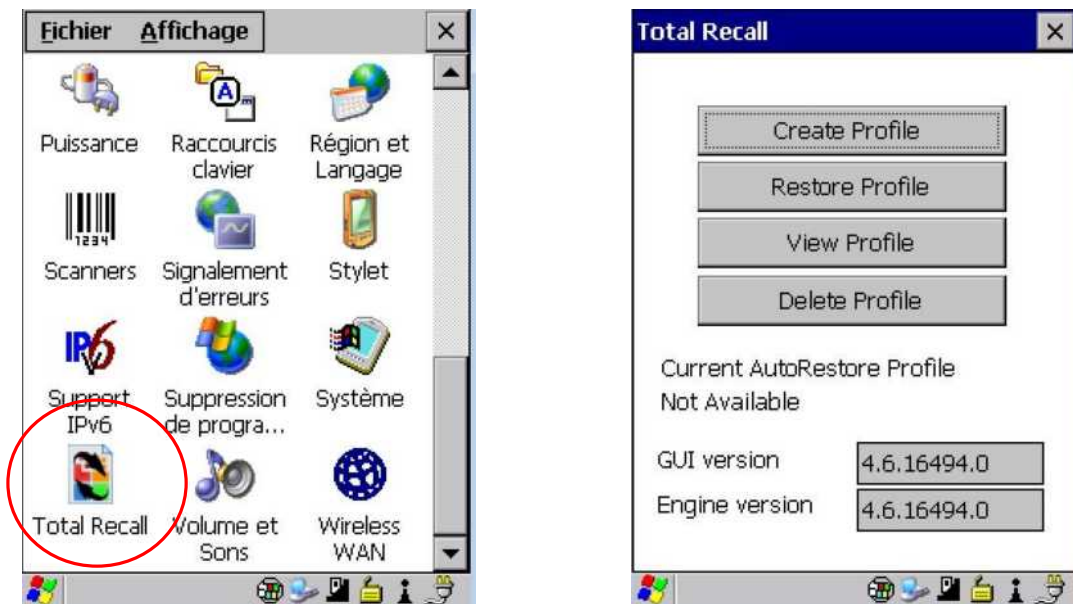 Fichier Affichage
Puissance
Raccourcis
clavier
Région et
Langage
1234
Scanners
Signalement
d'erreurs
Stylet
IPv6
Support
IPv6
Suppression
de progra...
Système
Total Recall
Volume et
Sons
Wireless
WAN
Total Recall
Create Profile
Restore Profile
View Profile
Delete Profile
Current AutoRestore Profile
Not Available
GUI version
4.6.16494.0
Engine version
4.6.16494.0